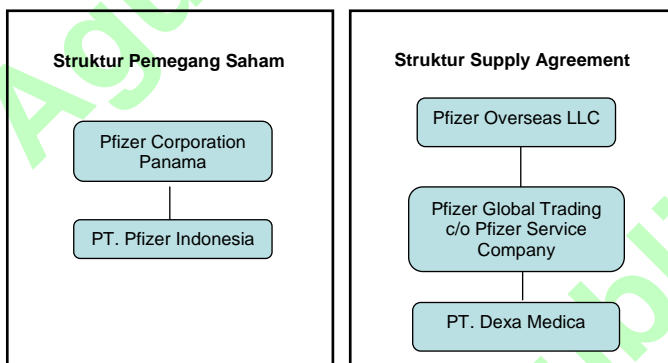 Struktur Pemegang Saham
Pfizer Corporation
Panama
PT. Pfizer Indonesia
Struktur Supply Agreement
Pfizer Overseas LLC
Pfizer Global Trading
c/o Pfizer Service
Company
PT. Dexa Medica
Agu